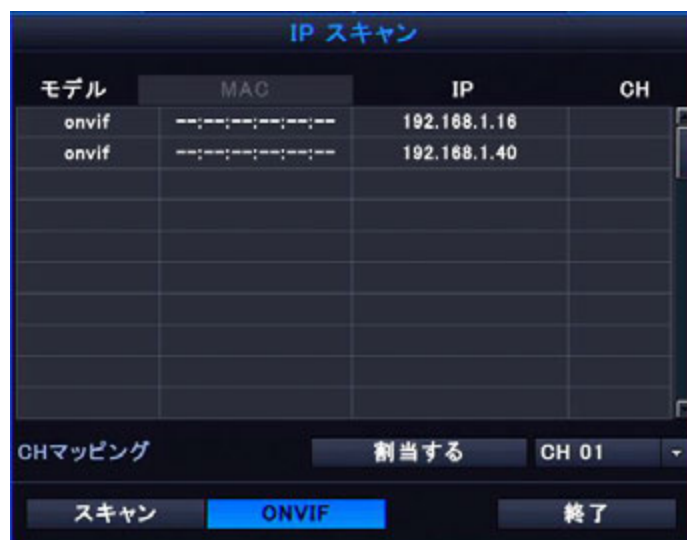 IP スキャン
モデル MAC IP CH
onvif --:--:--:--:--:-- 192.168.1.16
onvif --:--:--:--:--:-- 192.168.1.40
CHマッピング 割当する CH 01
スキャン ONVIF 終了